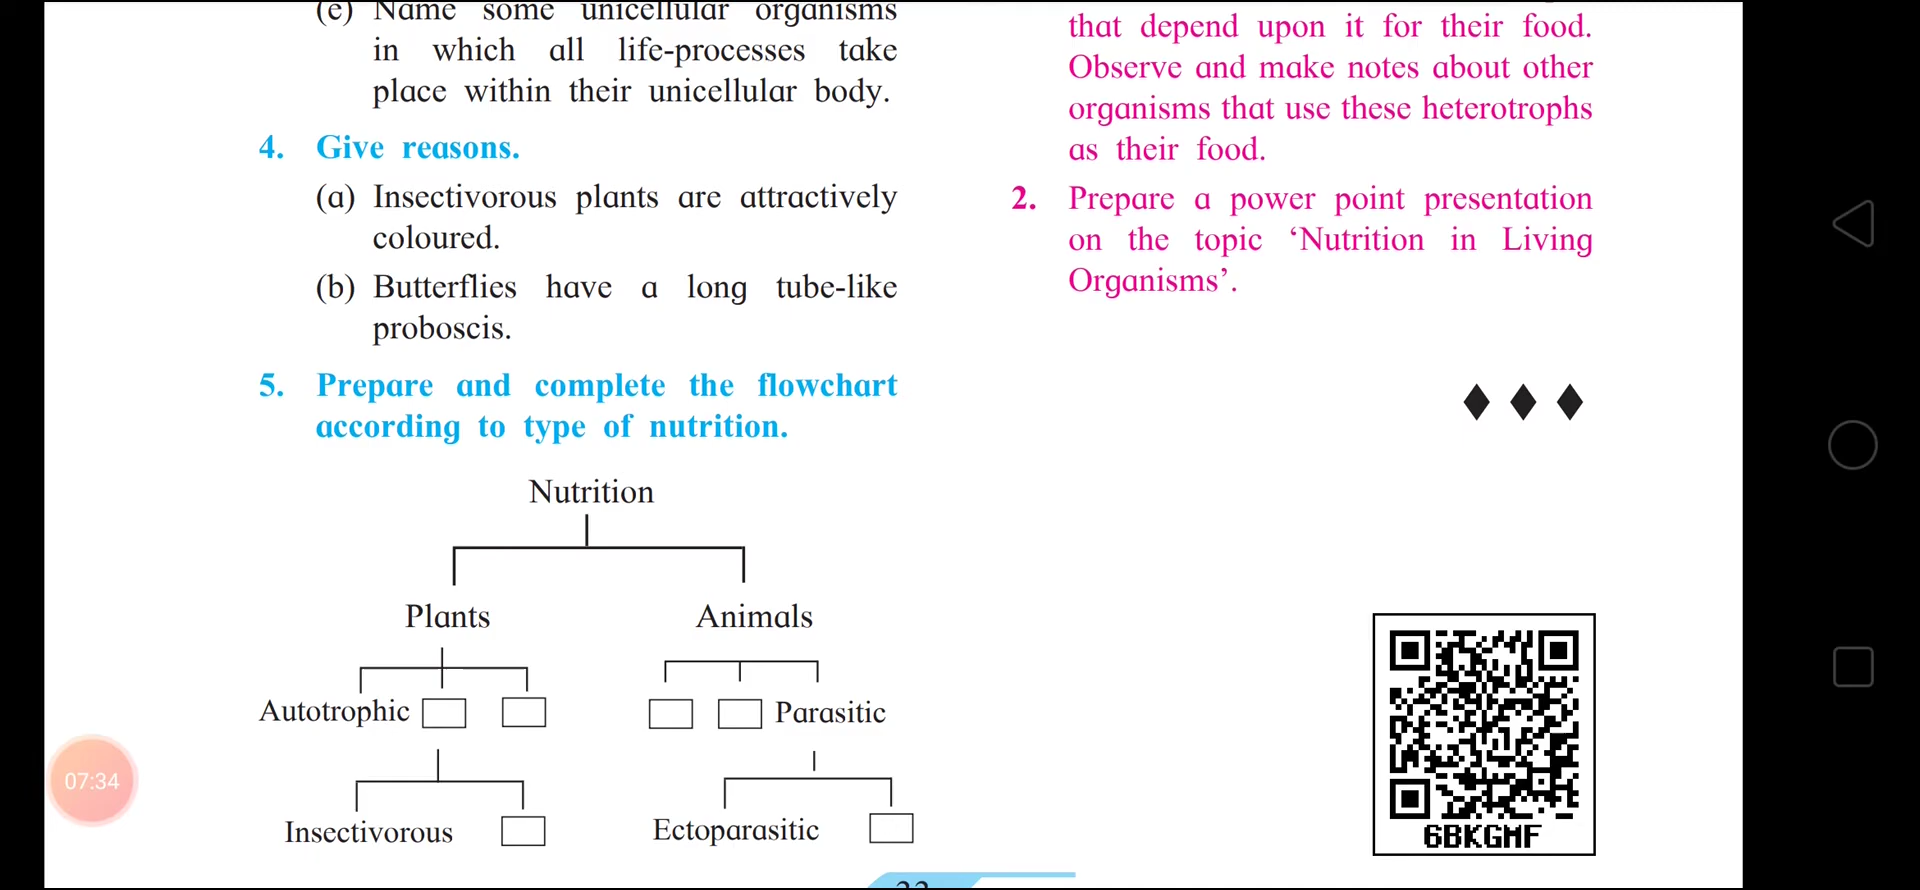 (e) Name some unicellular organisms
in which all life-processes take
place within their unicellular body.
4. Give reasons.
(a) Insectivorous plants are attractively
coloured.
(b) Butterflies have a long tube-like
proboscis.
5. Prepare and complete the flowchart
according to type of nutrition.
Nutrition
Plants Animals
Autotrophic Parasitic
Insectivorous Ectoparasitic
that depend upon it for their food.
Observe and make notes about other
organisms that use these heterotrophs
as their food.
2. Prepare a power point presentation
on the topic ‘Nutrition in Living
Organisms’.
6BKGMF
07:34